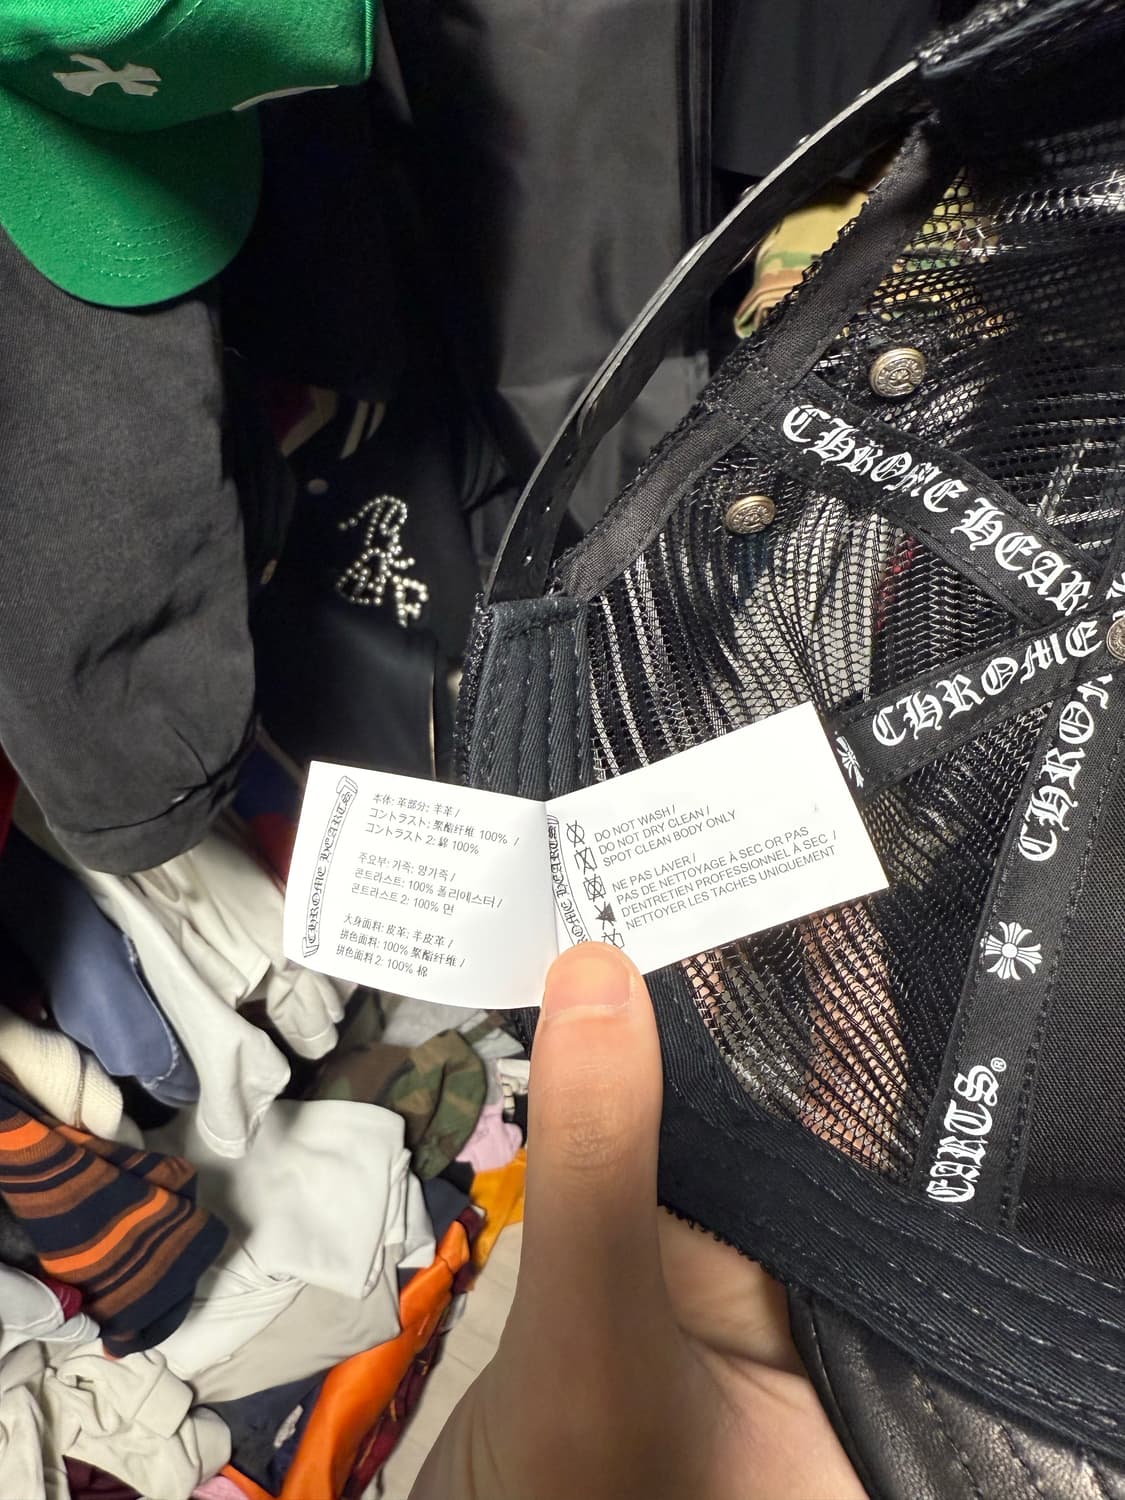 CHROME HEARTS
本体: 革部分: 羊革 /
コントラスト: 聚酯纤维 100% /
コントラスト 2: 綿 100%
주요부: 가죽: 양가죽 /
콘트라스트: 100% 폴리에스터 /
콘트라스트 2: 100% 면
大身面料: 皮革; 羊皮革 /
拼色面料: 100% 聚酯纤维 /
拼色面料 2: 100% 棉
DO NOT WASH /
DO NOT DRY CLEAN /
SPOT CLEAN BODY ONLY
NE PAS LAVER /
PAS DE NETTOYAGE À SEC OR PAS
D'ENTRETIEN PROFESSIONNEL À SEC /
NETTOYER LES TACHES UNIQUEMENT
CHROME HEAR
CHROME
CHRO
EARTS®